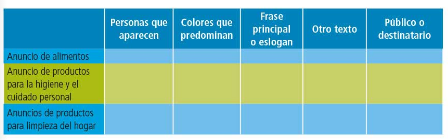 Personas que aparecen
Colores que predominan
Frase principal o eslogan
Otro texto
Público o destinatario
Anuncio de alimentos
Anuncio de productos
para la higiene y el
cuidado personal
Anuncios de productos
para limpieza del hogar